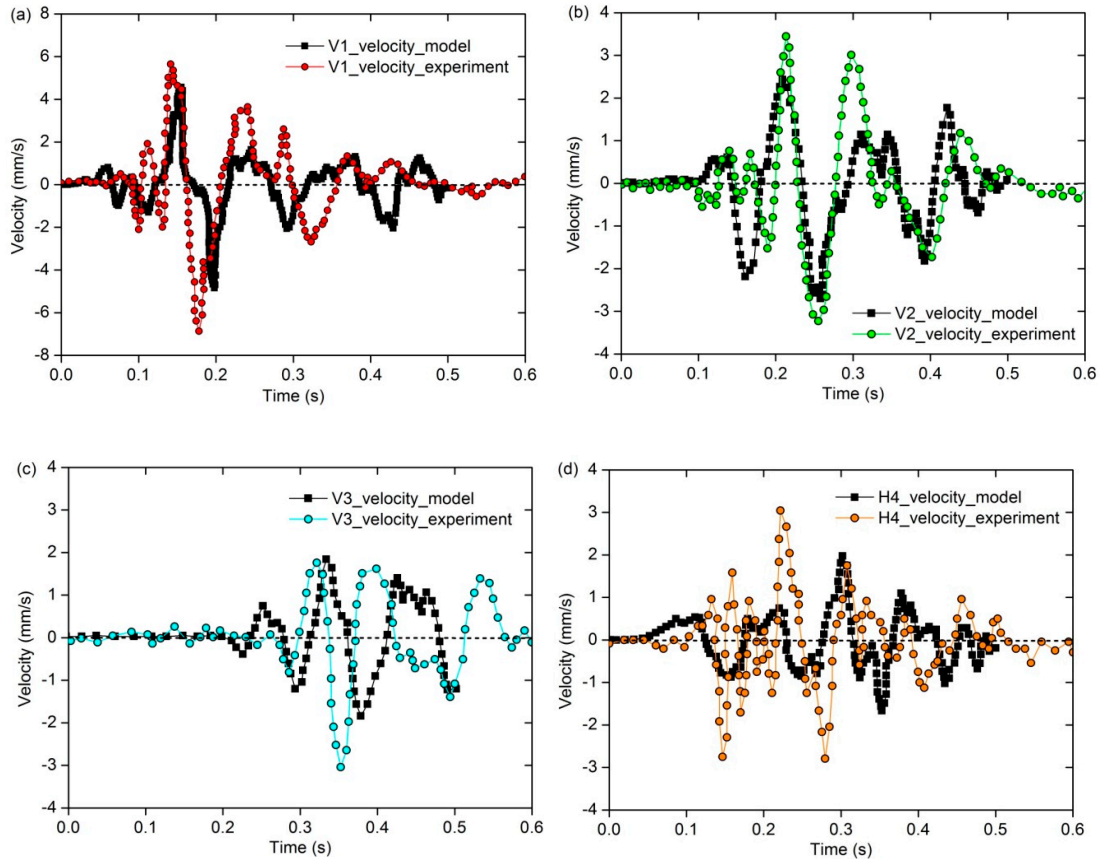 (a)
8
6
4
2
0
-2
-4
-6
-8
Velocity (mm/s)
V1_velocity_model
V1_velocity_experiment
0.0 0.1 0.2 0.3 0.4 0.5 0.6
Time (s)
(b)
4
3
2
1
0
-1
-2
-3
-4
Velocity (mm/s)
V2_velocity_model
V2_velocity_experiment
0.0 0.1 0.2 0.3 0.4 0.5 0.6
Time (s)
(c)
4
3
2
1
0
-1
-2
-3
-4
Velocity (mm/s)
V3_velocity_model
V3_velocity_experiment
0.0 0.1 0.2 0.3 0.4 0.5 0.6
Time (s)
(d)
4
3
2
1
0
-1
-2
-3
-4
Velocity (mm/s)
H4_velocity_model
H4_velocity_experiment
0.0 0.1 0.2 0.3 0.4 0.5 0.6
Time (s)